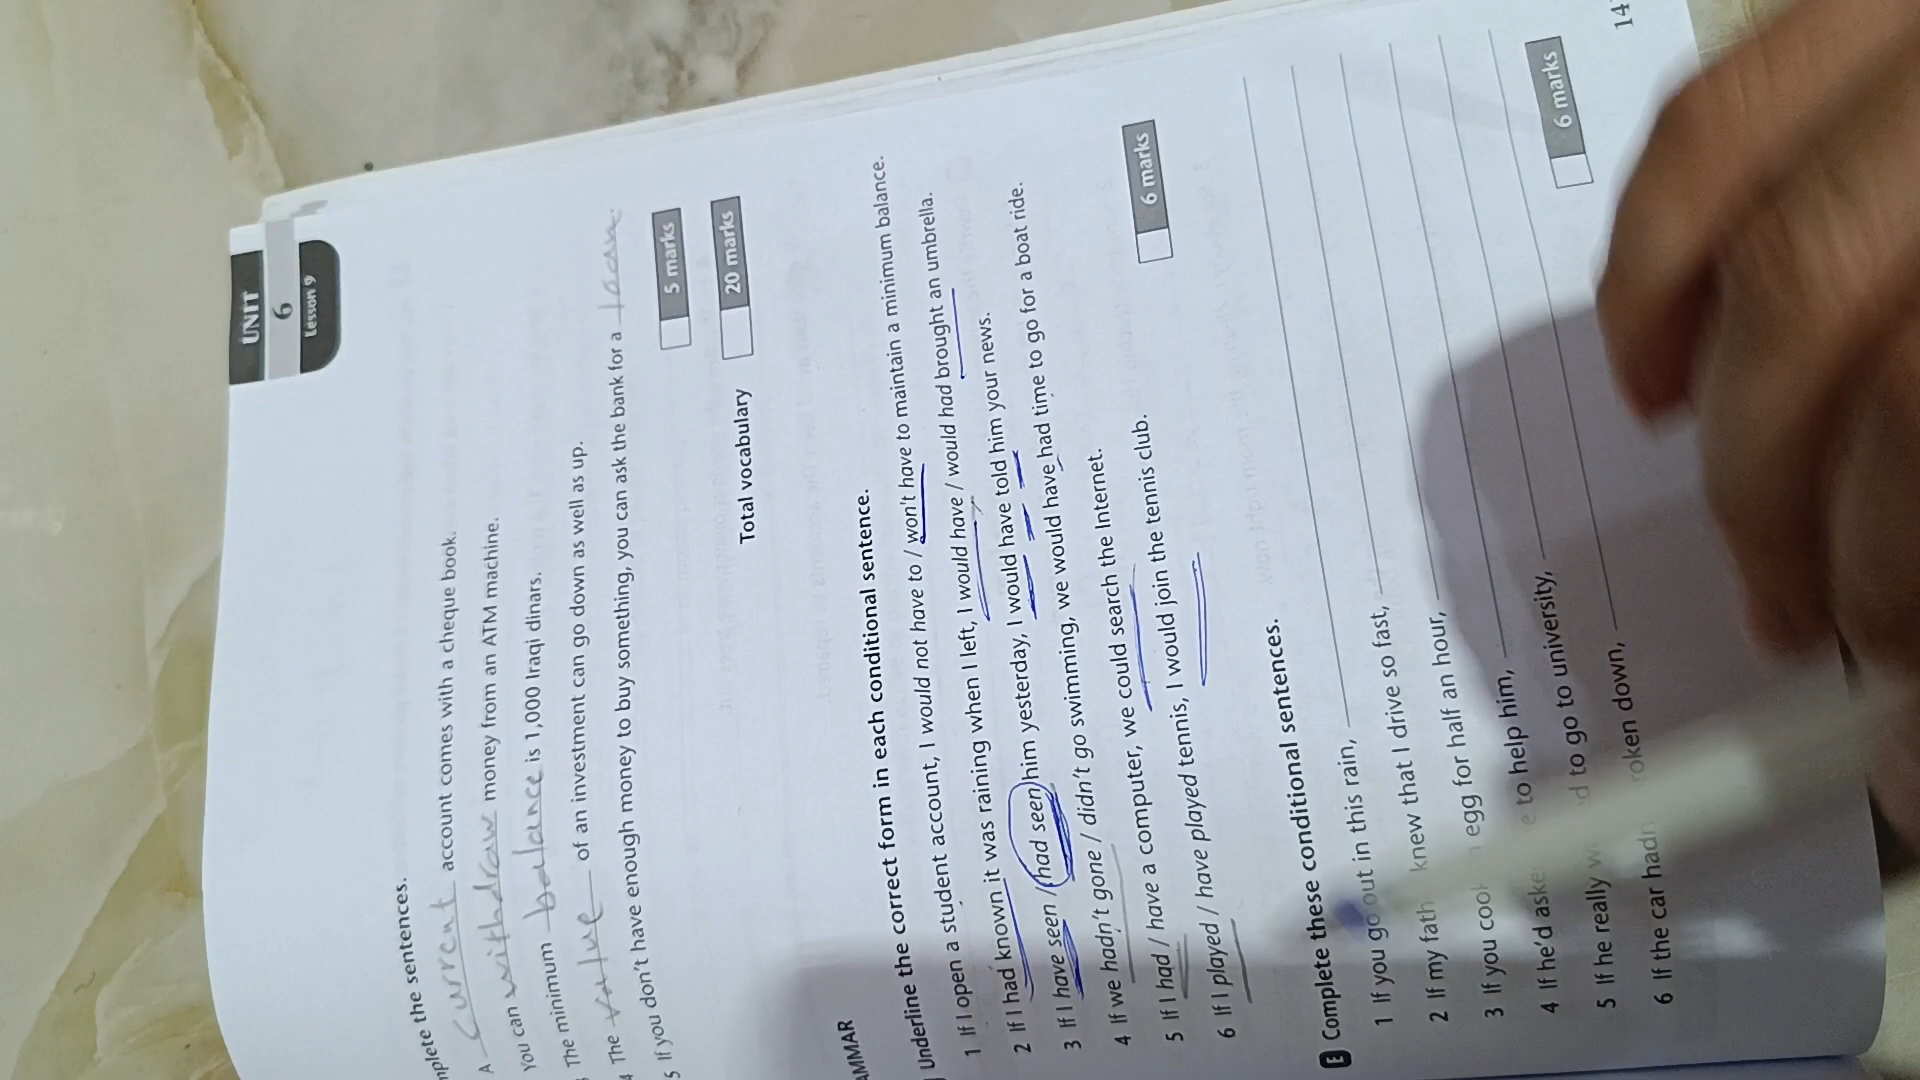 UNIT
6
Lesson 9
mplete the sentences.
A current account comes with a cheque book.
You can withdraw money from an ATM machine.
The minimum balance is 1,000 Iraqi dinars.
4 The value of an investment can go down as well as up.
5 If you don't have enough money to buy something, you can ask the bank for a loan.
5 marks
Total vocabulary 20 marks
AMMAR
Underline the correct form in each conditional sentence.
1 If I open a student account, I would not have to / won't have to maintain a minimum balance.
2 If I had known it was raining when I left, I would have / would had brought an umbrella.
3 If I have seen / had seen him yesterday, I would have told him your news.
4 If we hadn't gone / didn't go swimming, we would have had time to go for a boat ride.
5 If I had / have a computer, we could search the Internet.
6 If I played / have played tennis, I would join the tennis club.
6 marks
E Complete these conditional sentences.
1 If you go out in this rain,
2 If my fath knew that I drive so fast,
3 If you cook egg for half an hour,
4 If he'd aske to help him,
5 If he really w d to go to university,
6 If the car hadn roken down,
6 marks
14